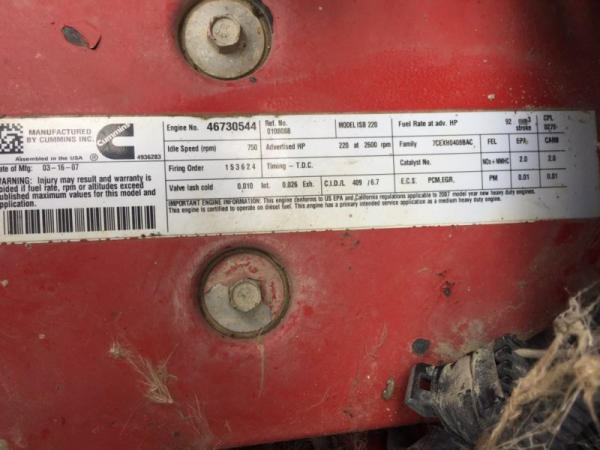 MANUFACTURED BY
CUMMINS INC.
Cummins
Assembled in the USA
4936283
Date of Mfg: 03-16-07
WARNING: Injury may result and warranty is
voided if fuel rate, rpm or altitudes exceed
published maximum values for this model and
application.
Engine No. 46730544
Ref. No.
MODEL ISB 220
Fuel Rate at adv. HP
92 mm3
stroke
CPL
Idle Speed (rpm) 750
Advertised HP 220 at 2600 rpm
Family 7CEXH0408BAC
FEL EPA: CARB
Firing Order 153624
Timing - T.D.C.
Catalyst No.
NOx + NMHC 2.0 2.0
Valve lash cold 0.010 Int. 0.026 Exh.
C.I.D./L. 409 / 6.7
E.C.S. PCM,EGR,
PM 0.01 0.01
IMPORTANT ENGINE INFORMATION: This engine conforms to US EPA and California regulations applicable to 2007 model year new heavy duty engines.
This engine is certified to operate on diesel fuel. This engine has a primary intended service application as a medium heavy duty engine.